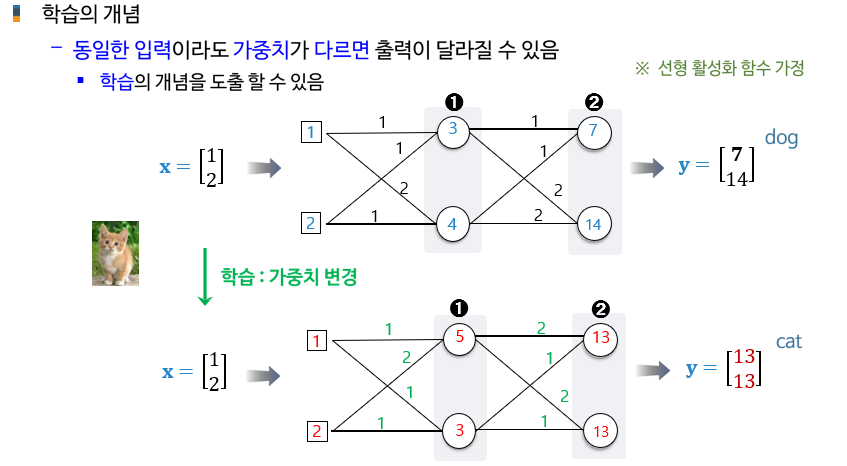 학습의 개념
– 동일한 입력이라도 가중치가 다르면 출력이 달라질 수 있음
▪ 학습의 개념을 도출 할 수 있음
※ 선형 활성화 함수 가정
❶ ❷
1 1 3 1 7
dog
1 1
x = [1 2]
y = [7 14]
2 2
2 1 4 2 14
학습 : 가중치 변경
❶ ❷
1 1 5 2 13
cat
2 1
x = [1 2]
y = [13 13]
1 2
2 1 3 1 13